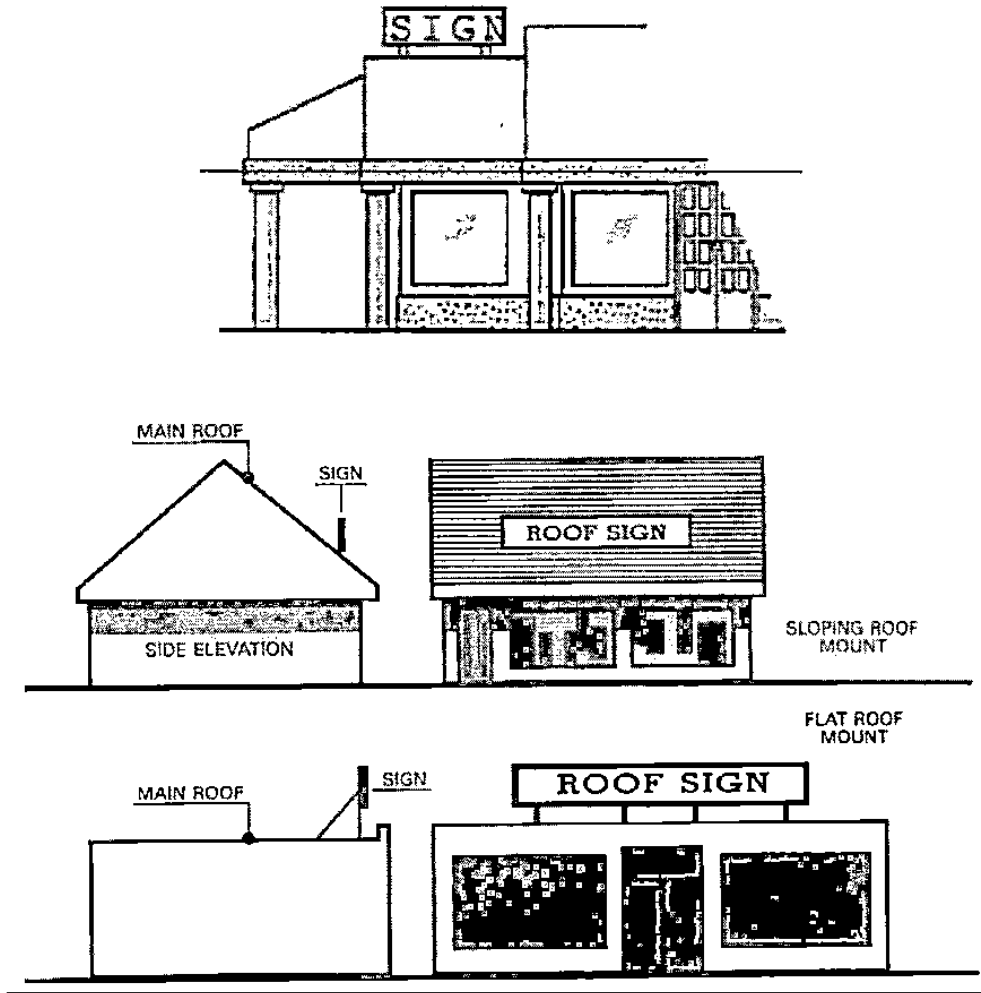 SIGN
MAIN ROOF
SIGN
ROOF SIGN
SIDE ELEVATION
SLOPING ROOF
MOUNT
FLAT ROOF
MOUNT
MAIN ROOF
SIGN
ROOF SIGN